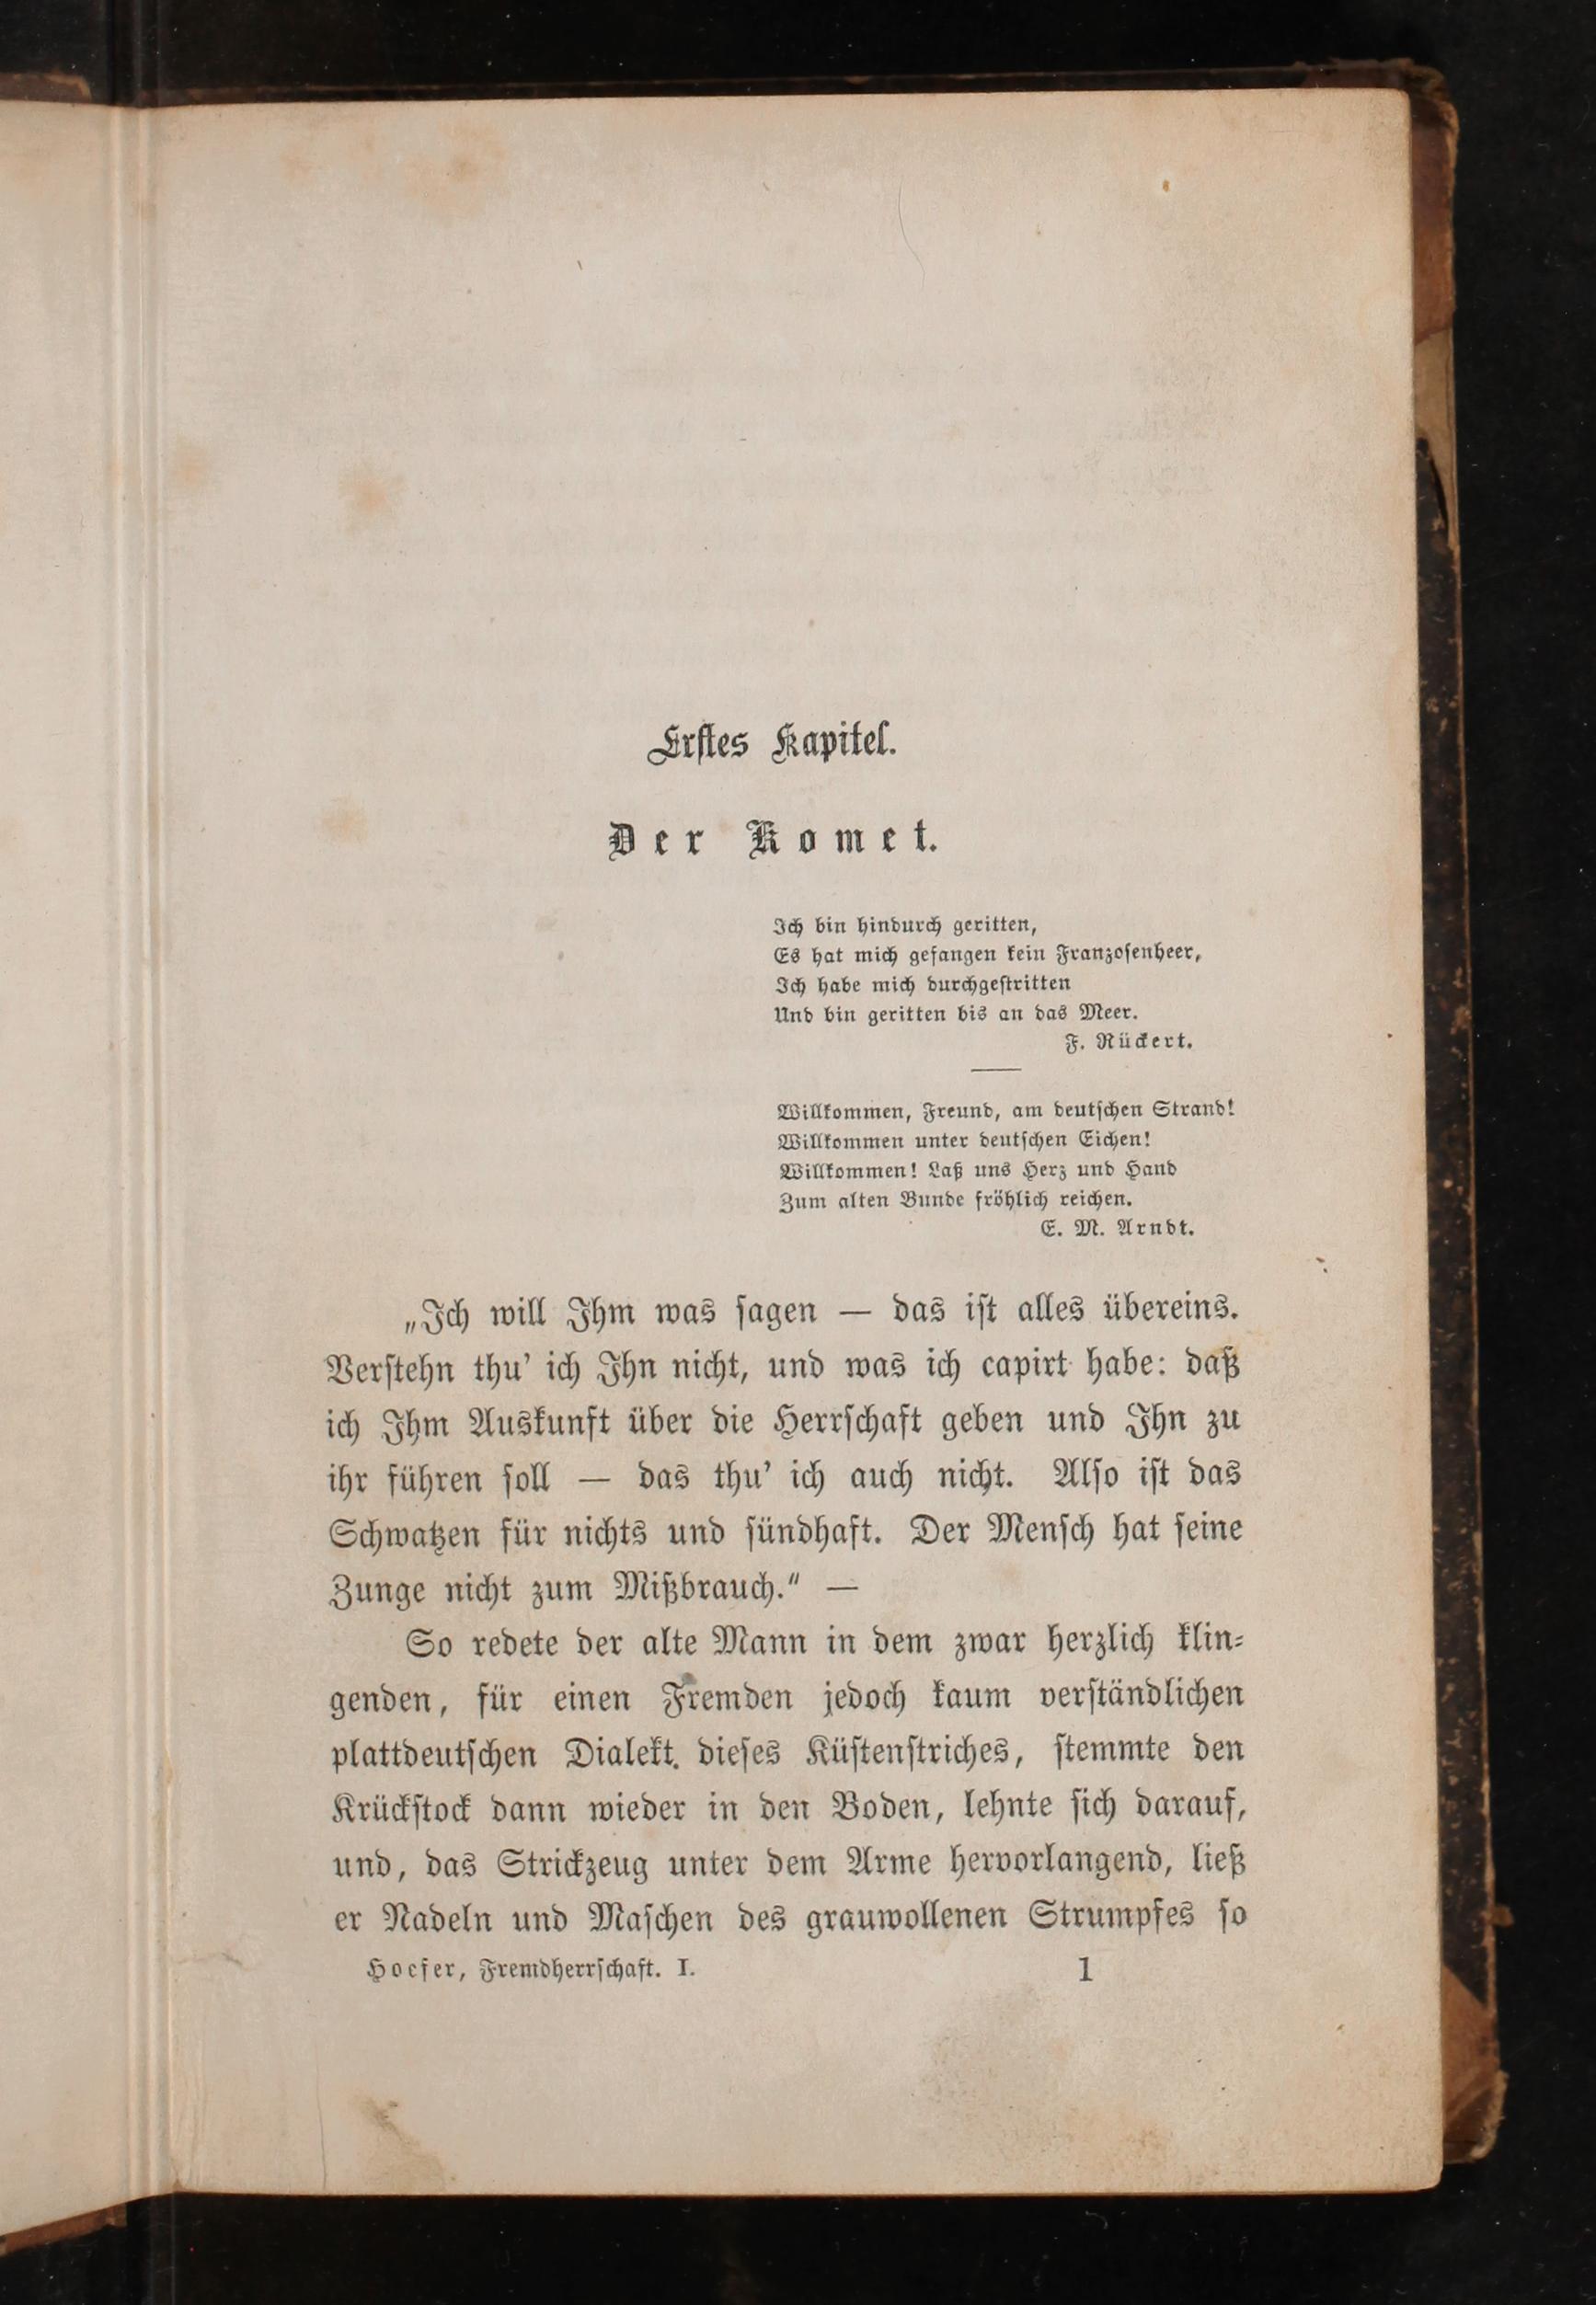 Erstes Kapitel.
Der Komet.
Ich bin hindurch geritten,
Es hat mich gefangen kein Franzosenheer,
Ich habe mich durchgestritten
Und bin geritten bis an das Meer.
F. Rückert.
Willkommen, Freund, am deutschen Strand!
Willkommen unter deutschen Eichen!
Willkommen! Laß uns Herz und Hand
Zum alten Bunde fröhlich reichen.
E. M. Arndt.
„Ich will Ihm was sagen — das ist alles übereins.
Verstehn thu’ ich Ihn nicht, und was ich capirt habe: daß
ich Ihm Auskunft über die Herrschaft geben und Ihn zu
ihr führen soll — das thu’ ich auch nicht. Also ist das
Schwatzen für nichts und sündhaft. Der Mensch hat seine
Zunge nicht zum Mißbrauch.“ —
So redete der alte Mann in dem zwar herzlich klin-
genden, für einen Fremden jedoch kaum verständlichen
plattdeutschen Dialekt. dieses Küstenstriches, stemmte den
Krückstock dann wieder in den Boden, lehnte sich darauf,
und, das Strickzeug unter dem Arme hervorlangend, ließ
er Nadeln und Maschen des grauwollenen Strumpfes so
Hoefer, Fremdherrschaft. I. 1